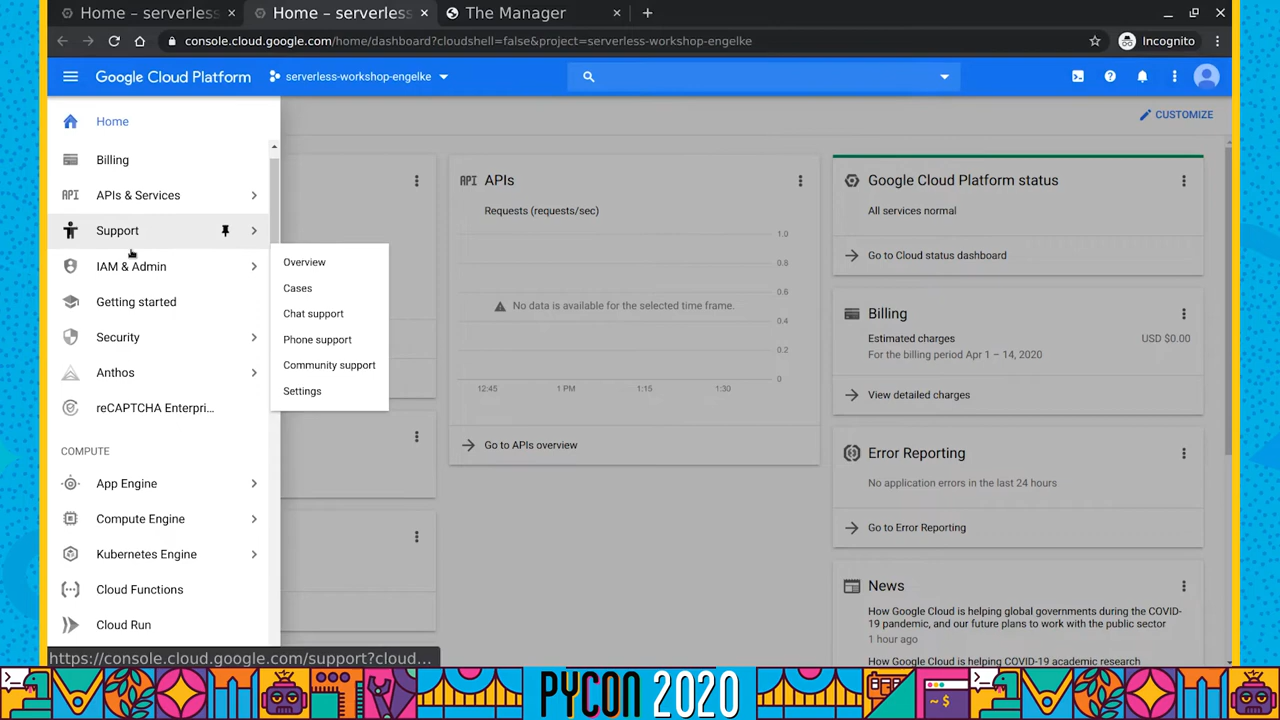 Home – serverless
Home – serverless
The Manager
console.cloud.google.com/home/dashboard?cloudshell=false&project=serverless-workshop-engelke
Incognito
Google Cloud Platform
serverless-workshop-engelke
Home
CUSTOMIZE
Billing
API
APIs & Services
Support
IAM & Admin
Getting started
Security
Anthos
reCAPTCHA Enterpri...
COMPUTE
App Engine
Compute Engine
Kubernetes Engine
Cloud Functions
Cloud Run
https://console.cloud.google.com/support?cloud...
Overview
Cases
Chat support
Phone support
Community support
Settings
API
APIs
Requests (requests/sec)
1.0
0.8
0.6
No data is available for the selected time frame.
0.4
0.2
0
12:45
1 PM
1:15
1:30
Go to APIs overview
Google Cloud Platform status
All services normal
Go to Cloud status dashboard
Billing
Estimated charges
USD $0.00
For the billing period Apr 1 – 14, 2020
View detailed charges
Error Reporting
No application errors in the last 24 hours
Go to Error Reporting
News
How Google Cloud is helping global governments during the COVID-
19 pandemic, and our future plans to work with the public sector
1 hour ago
How Google Cloud is helping COVID-19 academic research
PYCON 2020
~ $